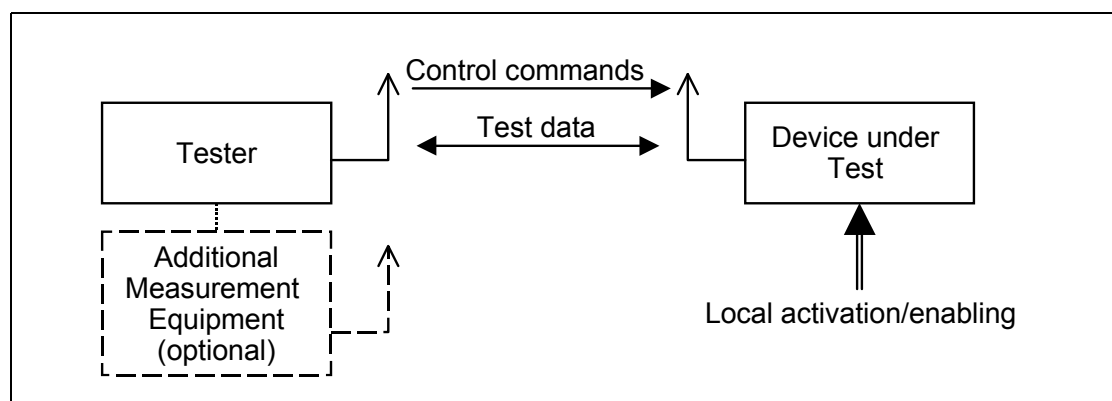 Control commands
Test data
Tester
Device under
Test
Additional
Measurement
Equipment
(optional)
Local activation/enabling